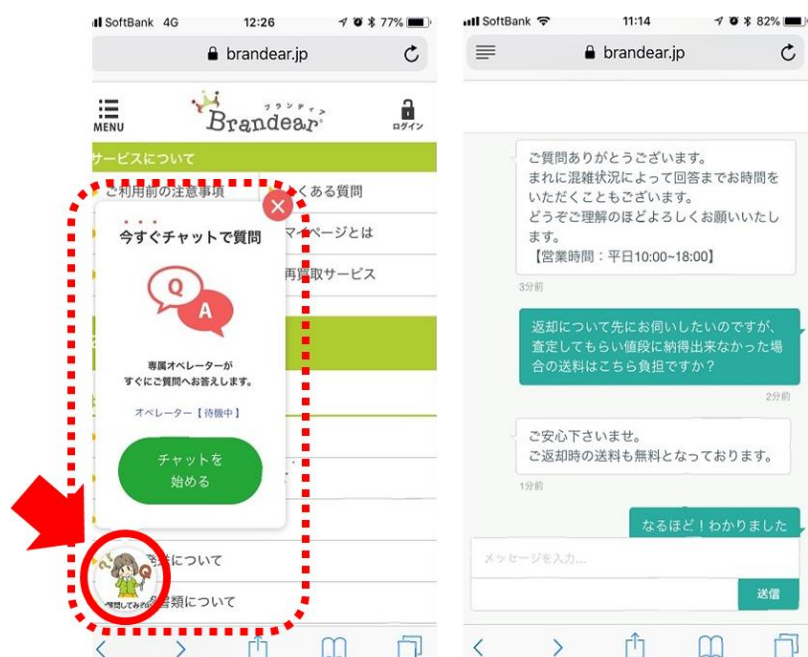 SoftBank 4G 12:26 77%
brandear.jp
MENU
ブランディア
Brandear
ログイン
サービスについて
ご利用前の注意事項
くある質問
マイページとは
再買取サービス
今すぐチャットで質問
Q
A
専属オペレーターが
すぐにご質問へお答えします。
オペレーター【待機中】
チャットを
始める
について
書類について
SoftBank 11:14 82%
brandear.jp
ご質問ありがとうござい
ます。
まれに混雑状況によって回答までお時間を
いただくこともございます。
どうぞご理解のほどよろしくお願いいたし
ます。
【営業時間：平日10:00~18:00】
3分前
返却について先にお伺いしたいのですが、
査定してもらい値段に納得出来なかった場
合の送料はこちら負担ですか？
2分前
ご安心下さいませ。
ご返却時の送料も無料となっております。
1分前
なるほど！わかりました
メッセージを入力...
送信